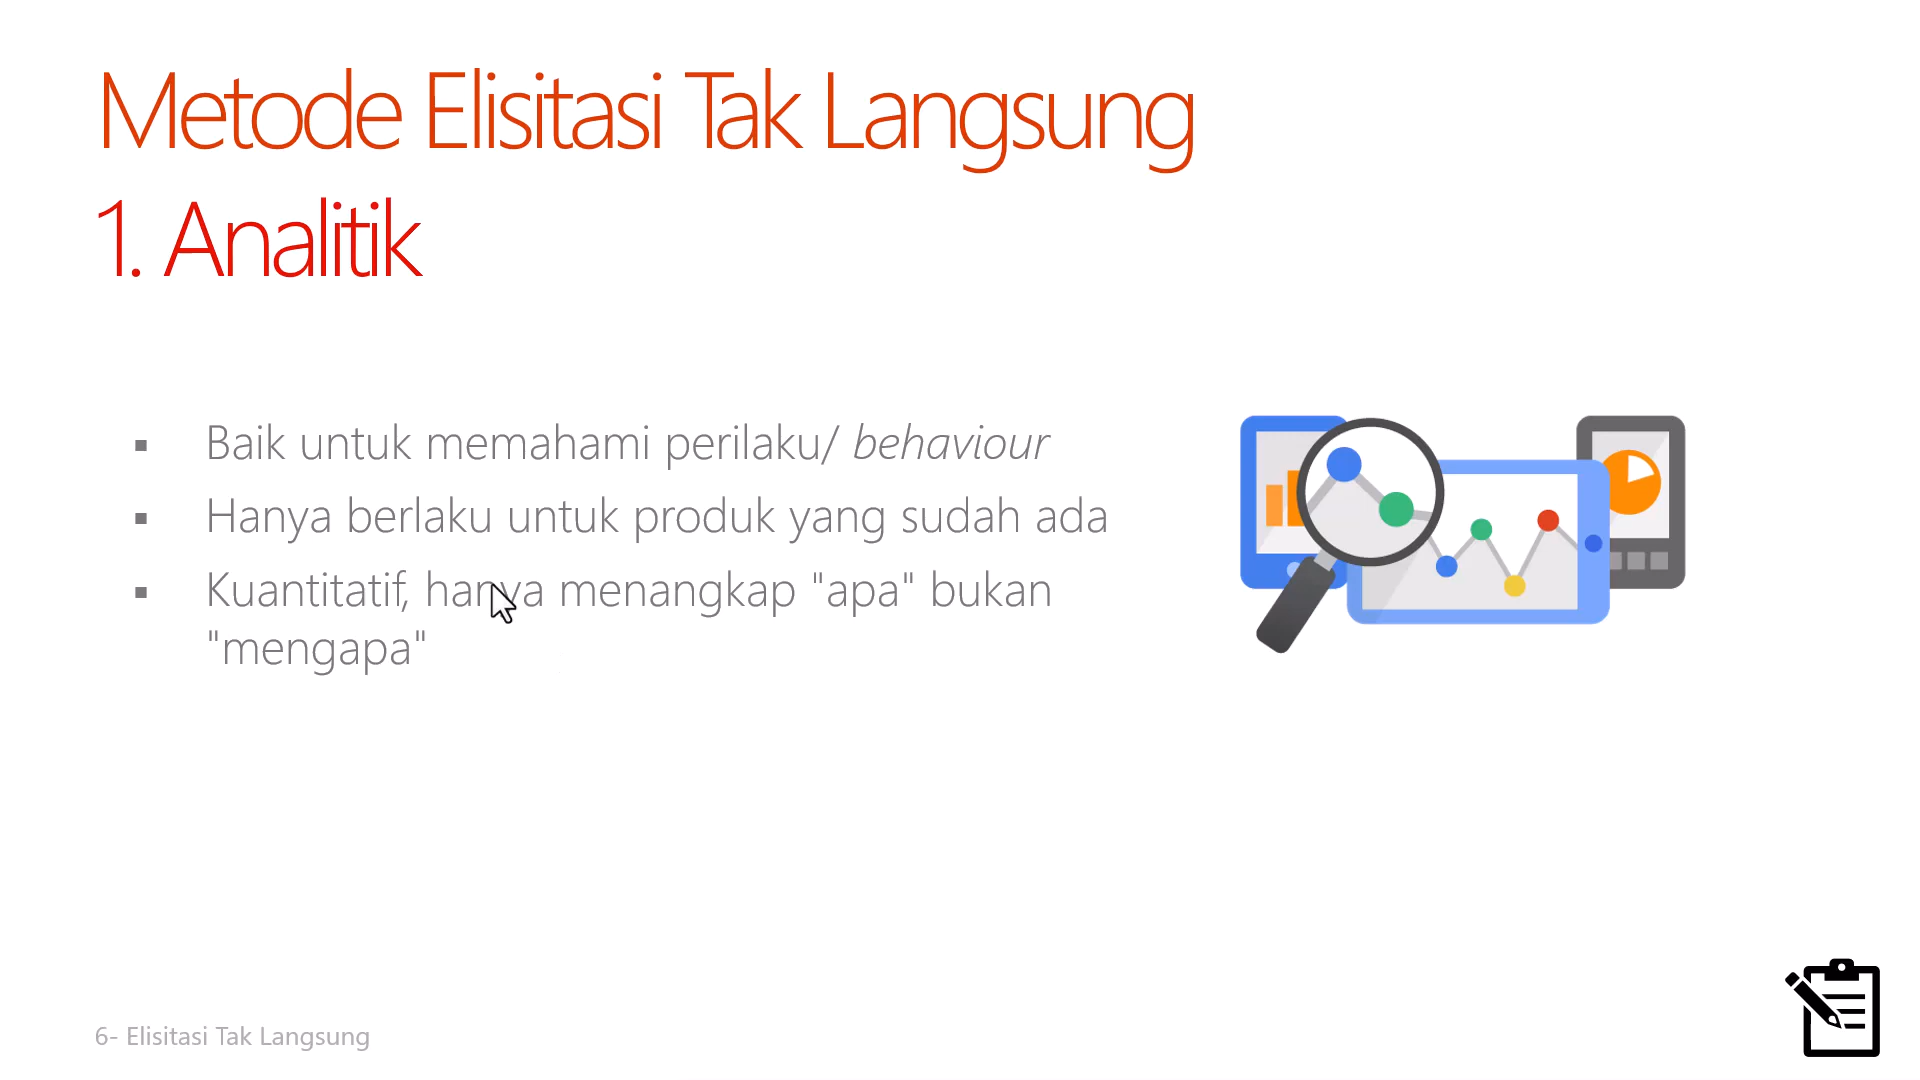 Metode Elisitasi Tak Langsung
1. Analitik
▪ Baik untuk memahami perilaku/ behaviour
▪ Hanya berlaku untuk produk yang sudah ada
▪ Kuantitatif, hanya menangkap "apa" bukan
"mengapa"
6- Elisitasi Tak Langsung